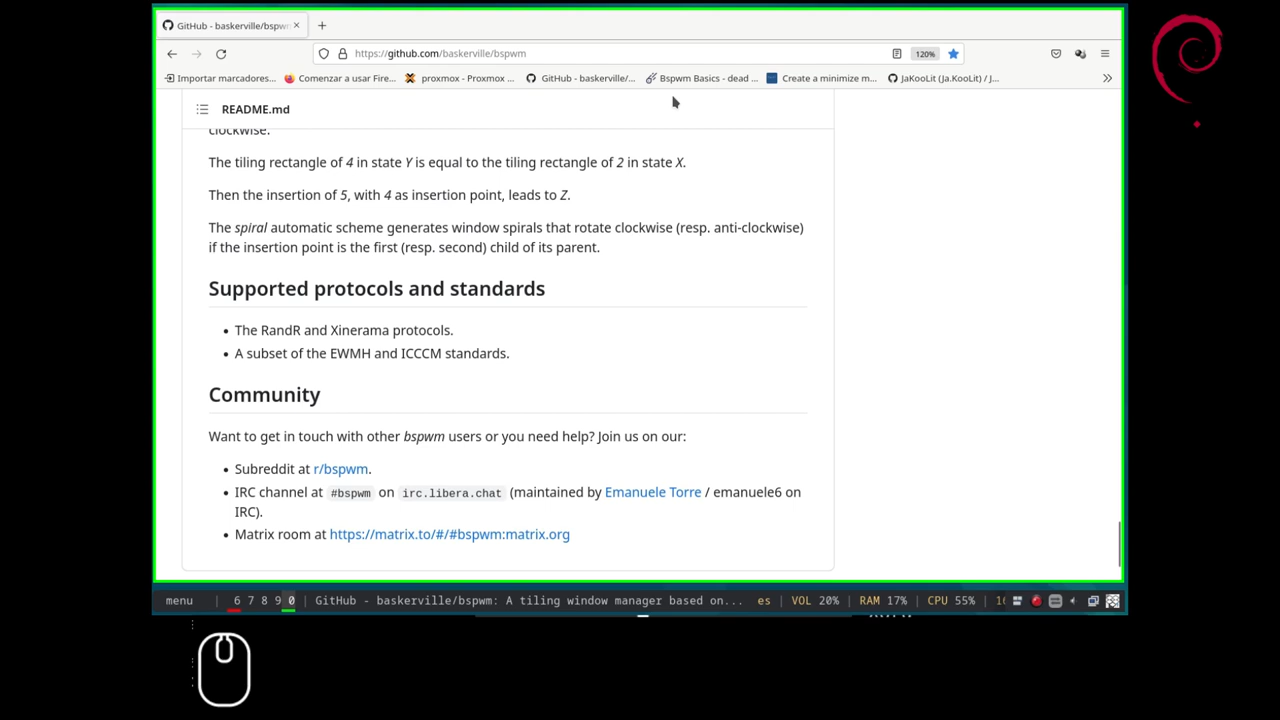 GitHub - baskerville/bspw
https://github.com/baskerville/bspwm
120%
Importar marcadores... Comenzar a usar Fire... proxmox - Proxmox ... GitHub - baskerville/... Bspwm Basics - dead ... Create a minimize m... JaKooLit (Ja.KooLit) / J...
README.md
clockwise.
The tiling rectangle of 4 in state Y is equal to the tiling rectangle of 2 in state X.
Then the insertion of 5, with 4 as insertion point, leads to Z.
The spiral automatic scheme generates window spirals that rotate clockwise (resp. anti-clockwise)
if the insertion point is the first (resp. second) child of its parent.
Supported protocols and standards
The RandR and Xinerama protocols.
A subset of the EWMH and ICCCM standards.
Community
Want to get in touch with other bspwm users or you need help? Join us on our:
Subreddit at r/bspwm.
IRC channel at #bspwm on irc.libera.chat (maintained by Emanuele Torre / emanuele6 on
IRC).
Matrix room at https://matrix.to/#/#bspwm:matrix.org
menu | 6 7 8 9 0 | GitHub - baskerville/bspwm: A tiling window manager based on... es | VOL 20% | RAM 17% | CPU 55% |